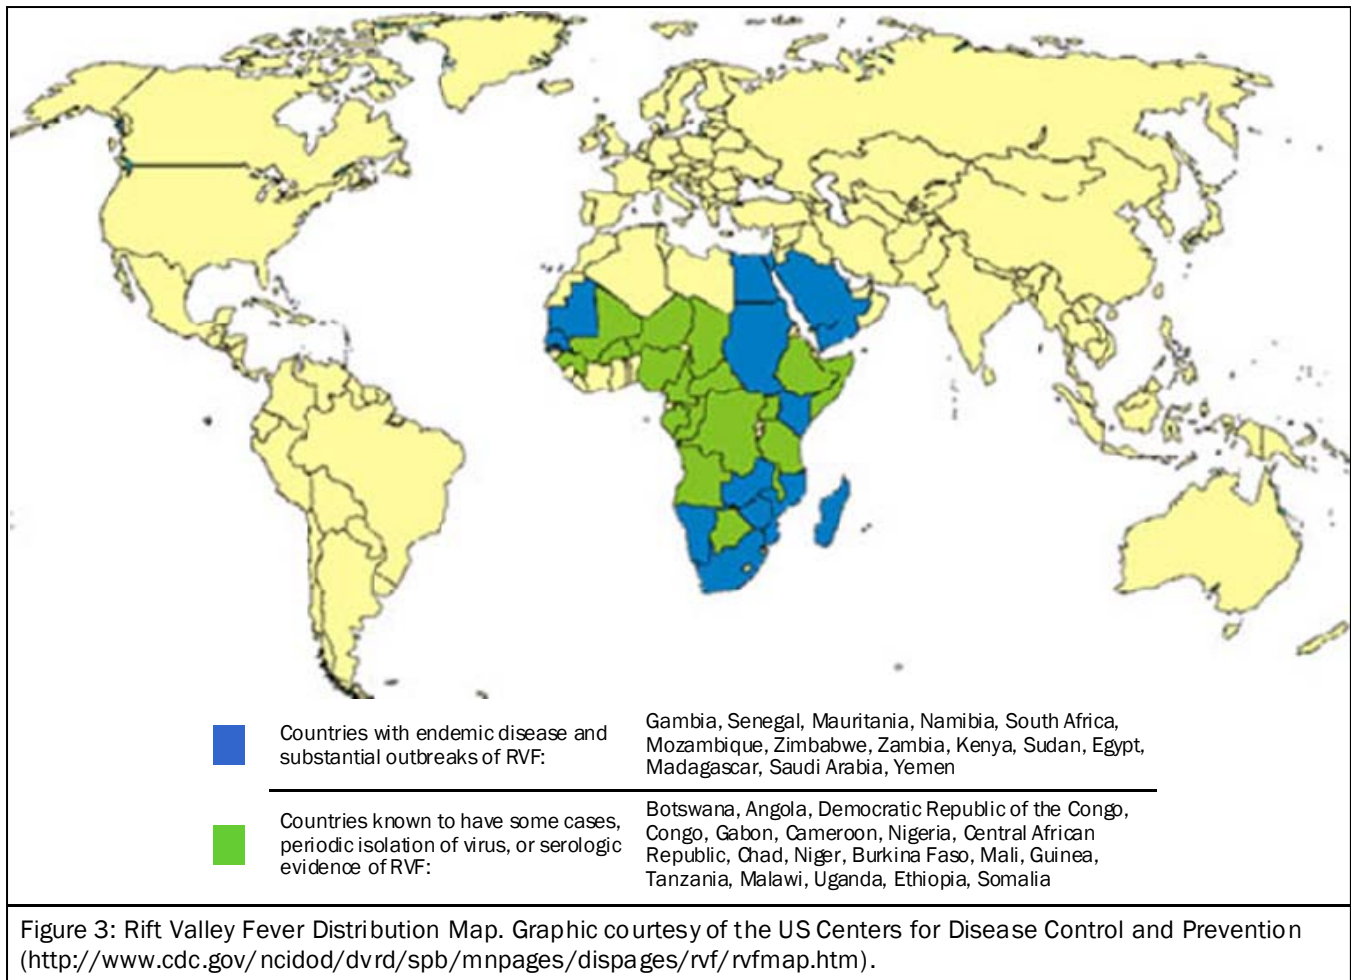 Countries with endemic disease and
substantial outbreaks of RVF:
Gambia, Senegal, Mauritania, Namibia, South Africa,
Mozambique, Zimbabwe, Zambia, Kenya, Sudan, Egypt,
Madagascar, Saudi Arabia, Yemen
Countries known to have some cases,
periodic isolation of virus, or serologic
evidence of RVF:
Botswana, Angola, Democratic Republic of the Congo,
Congo, Gabon, Cameroon, Nigeria, Central African
Republic, Chad, Niger, Burkina Faso, Mali, Guinea,
Tanzania, Malawi, Uganda, Ethiopia, Somalia
Figure 3: Rift Valley Fever Distribution Map. Graphic courtesy of the US Centers for Disease Control and Prevention
(http://www.cdc.gov/ncidod/dvrd/spb/mnpages/dispages/rvf/rvfmap.htm).